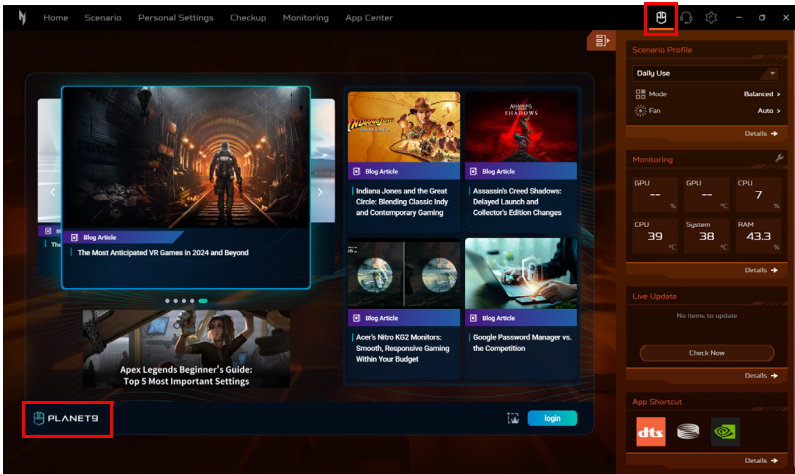 Home Scenario Personal Settings Checkup Monitoring App Center
Blog Article
The Most Anticipated VR Games in 2024 and Beyond
Apex Legends Beginner's Guide:
Top 5 Most Important Settings
Blog Article
Indiana Jones and the Great
Circle: Blending Classic Indy
and Contemporary Gaming
ASSASSIN'S
CREED
SHADOWS
Blog Article
Assassin's Creed Shadows:
Delayed Launch and
Collector's Edition Changes
Blog Article
Acer's Nitro KG2 Monitors:
Smooth, Responsive Gaming
Within Your Budget
Blog Article
Google Password Manager vs.
the Competition
PLANET9
login
Scenario Profile
Daily Use
Mode Balanced >
Fan Auto >
Details
Monitoring
GPU GPU CPU
-- -- 7
% °C %
CPU System RAM
39 38 43.3
°C °C %
Details
Live Update
No items to update
Check Now
Details
App Shortcut
dts
Details